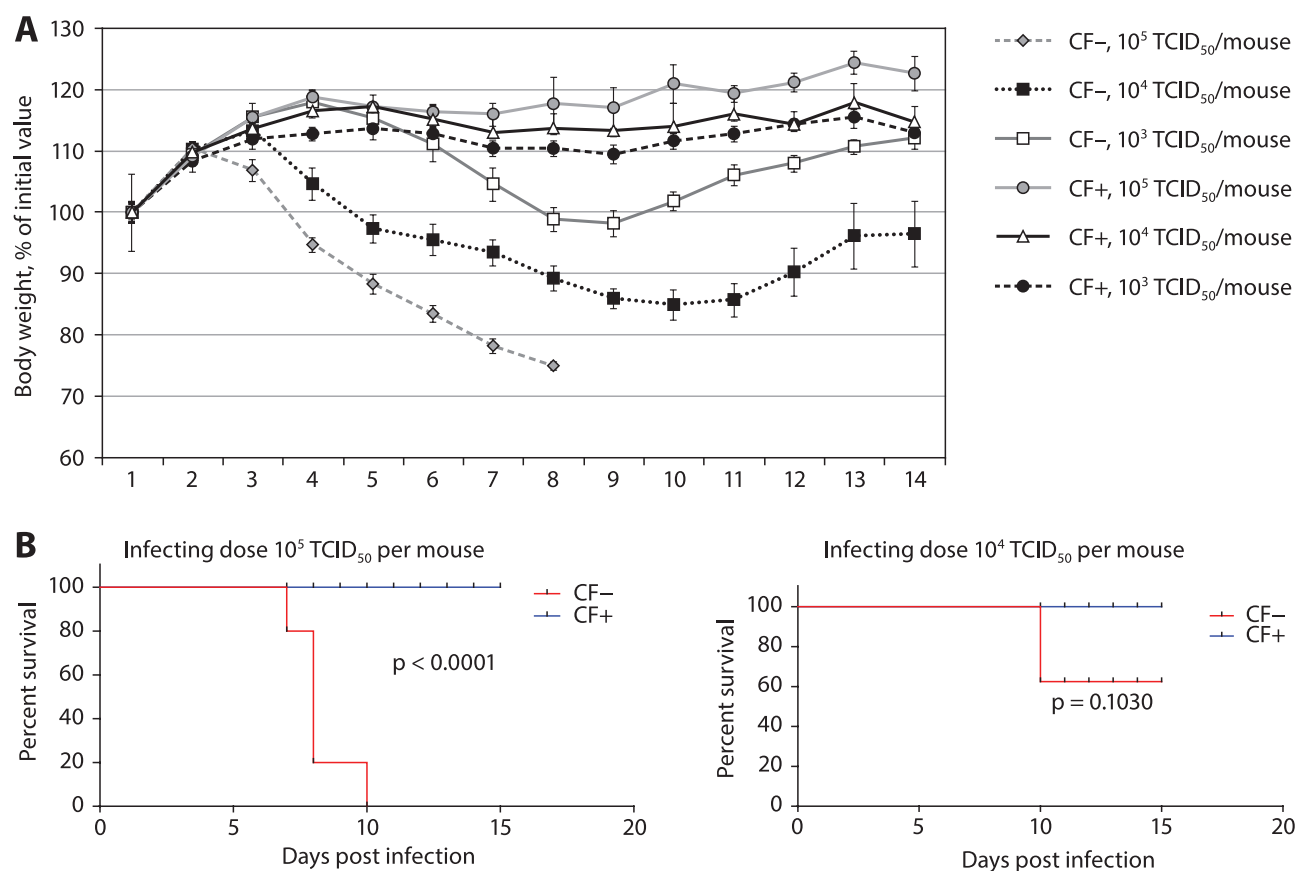 A
Body weight, % of initial value
130
120
110
100
90
80
70
60
1 2 3 4 5 6 7 8 9 10 11 12 13 14
CF−, 10⁵ TCID₅₀/mouse
CF−, 10⁴ TCID₅₀/mouse
CF−, 10³ TCID₅₀/mouse
CF+, 10⁵ TCID₅₀/mouse
CF+, 10⁴ TCID₅₀/mouse
CF+, 10³ TCID₅₀/mouse
B
Infecting dose 10⁵ TCID₅₀ per mouse
Percent survival
100
80
60
40
20
0
0 5 10 15 20
Days post infection
CF−
CF+
p < 0.0001
Infecting dose 10⁴ TCID₅₀ per mouse
Percent survival
100
80
60
40
20
0
0 5 10 15 20
Days post infection
CF−
CF+
p = 0.1030